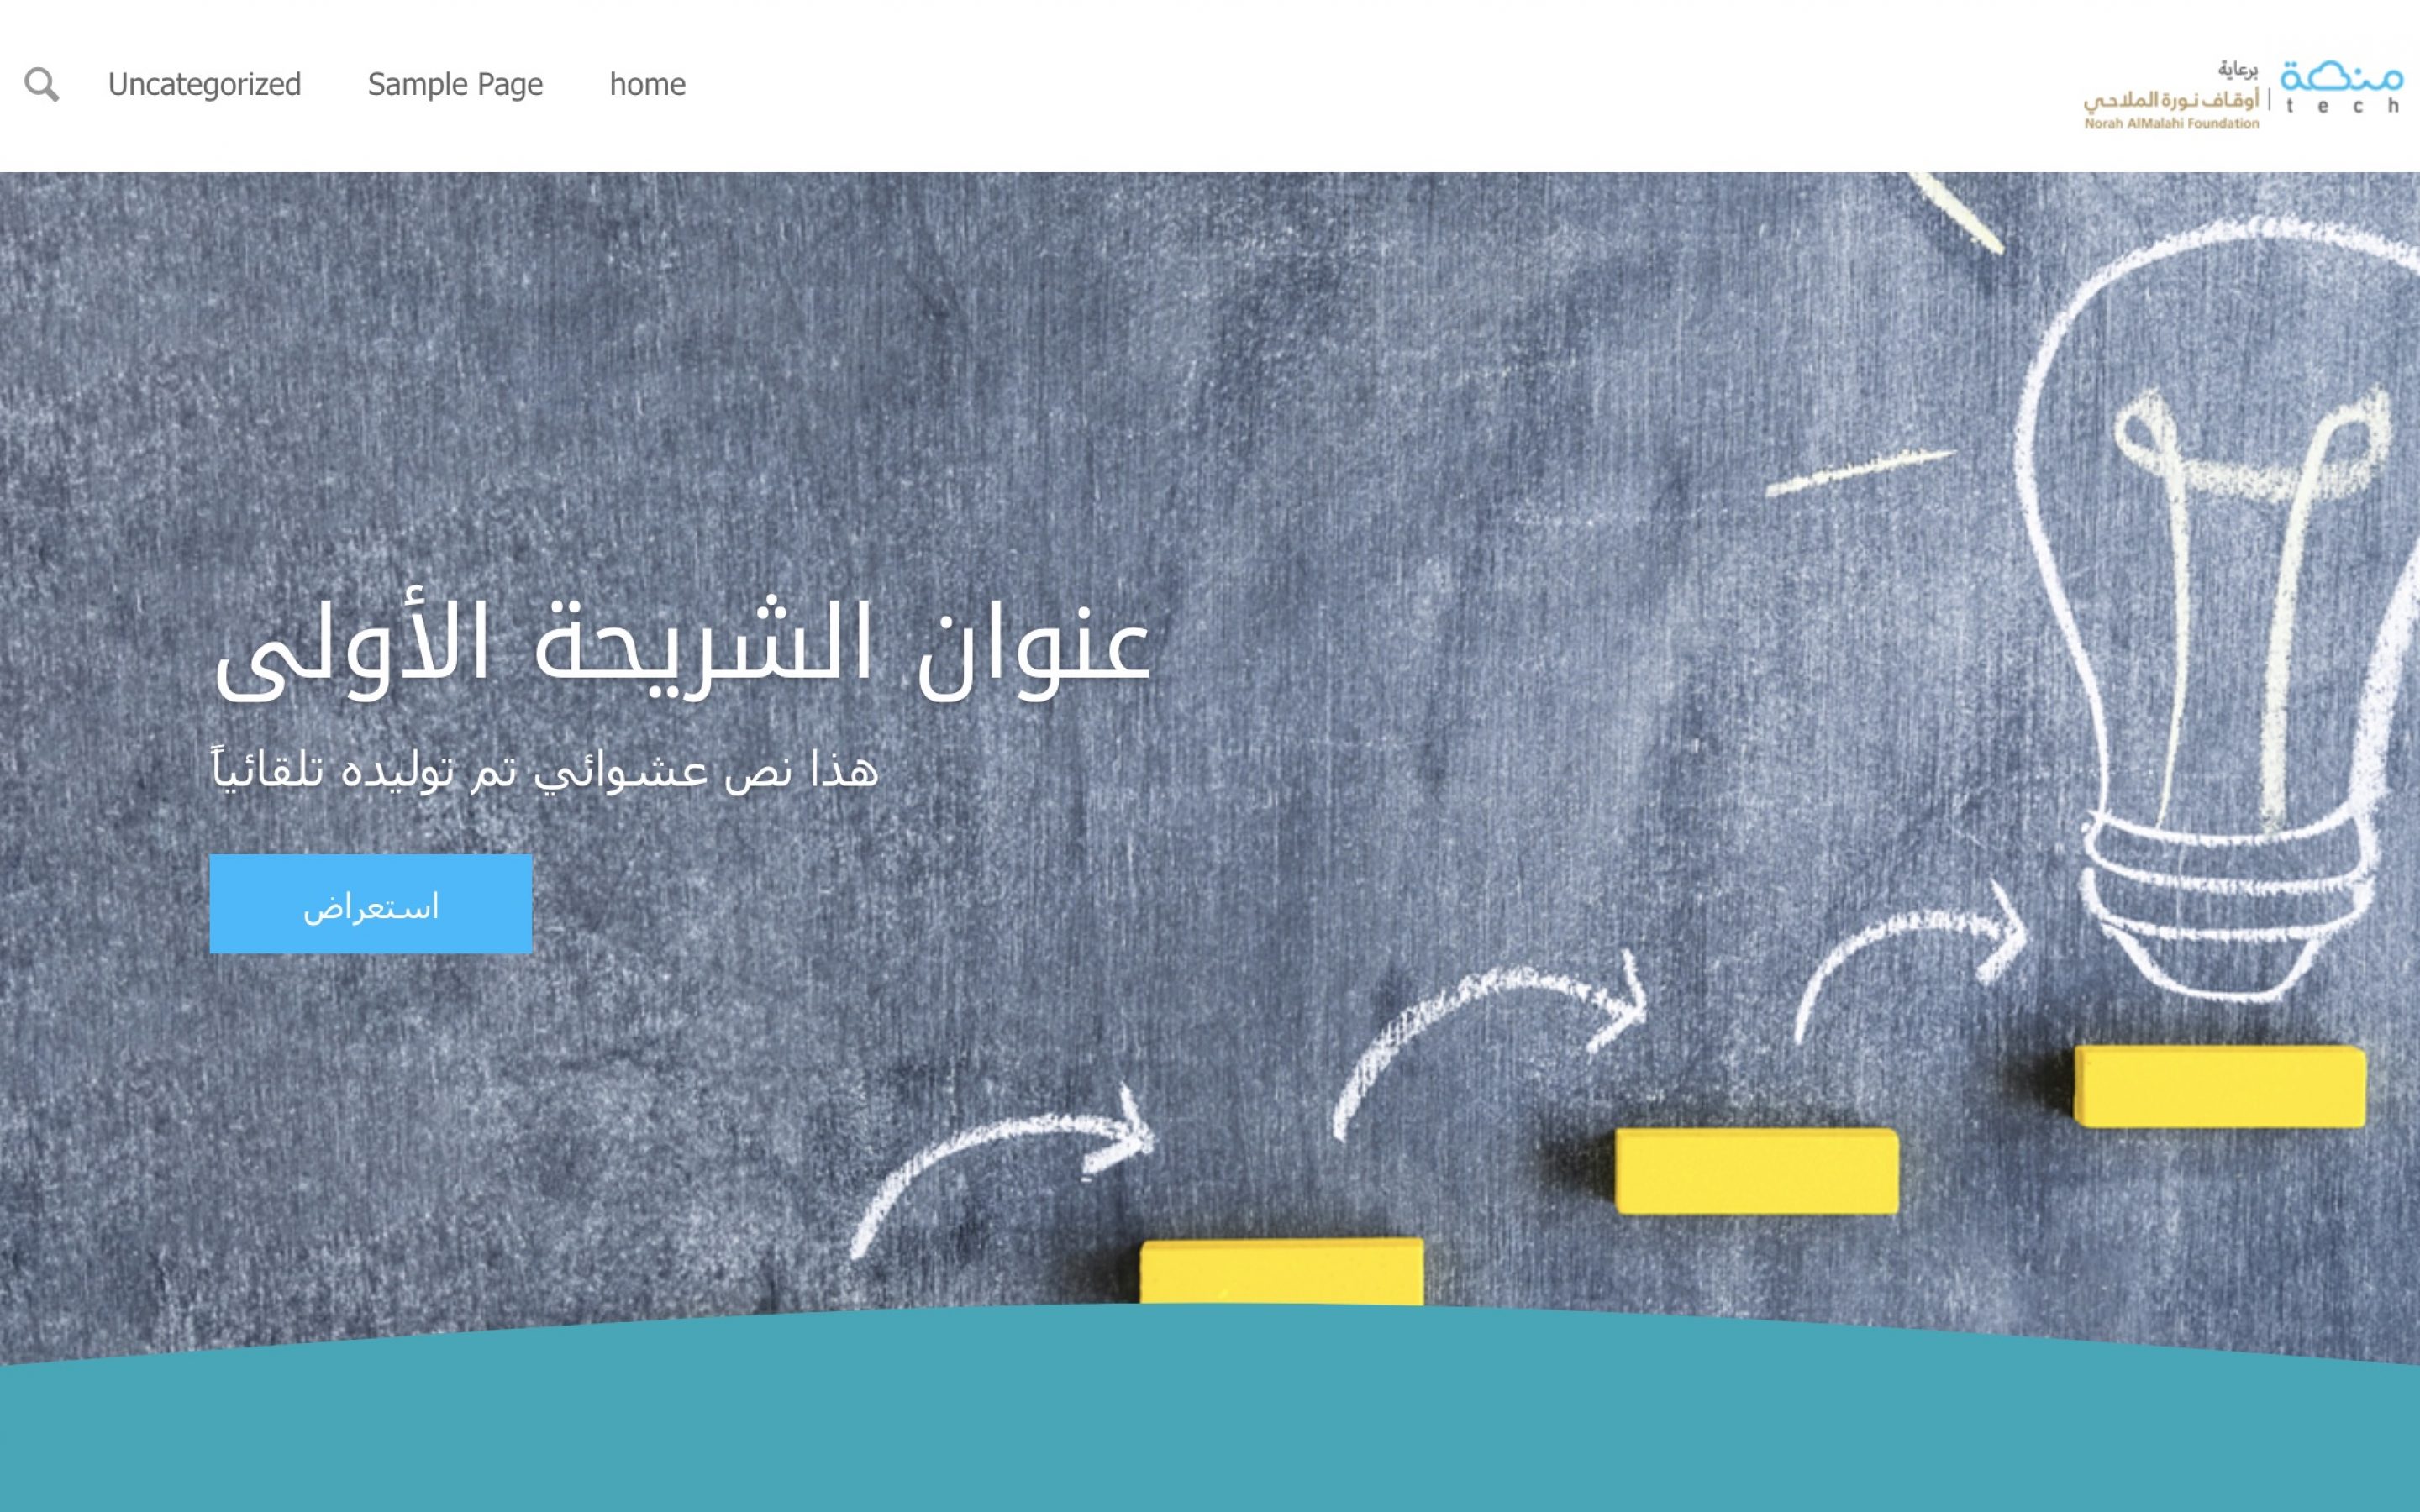 منصة
tech
برعاية
أوقاف نورة الملاحي
Norah AlMalahi Foundation
home
Sample Page
Uncategorized
عنوان الشريحة الأولى
هذا نص عشوائي تم توليده تلقائياً
استعراض